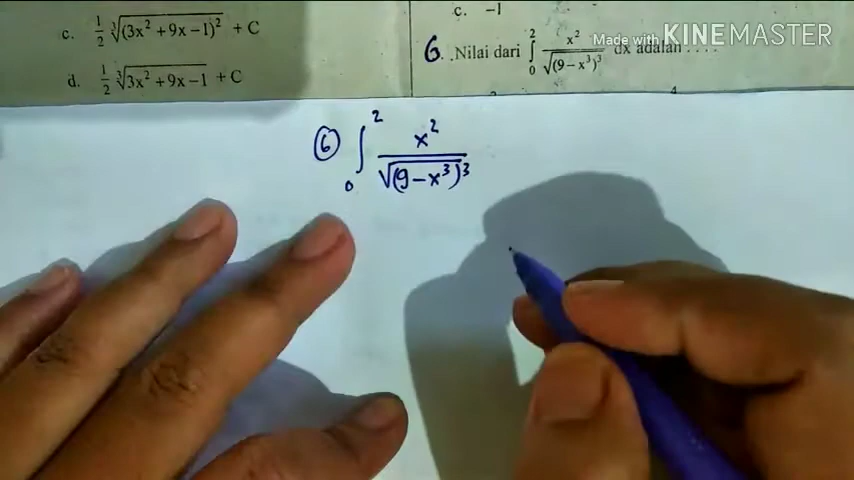 c. 1/2 ∛(3x² + 9x − 1)² + C
d. 1/2 ∛3x² + 9x − 1 + C
c. −1
6. Nilai dari ∫₀² x²/√(9 − x³)³ dx adalah . . . .
Made with KINEMASTER
⑥ ∫₀² x²/√(9 − x³)³